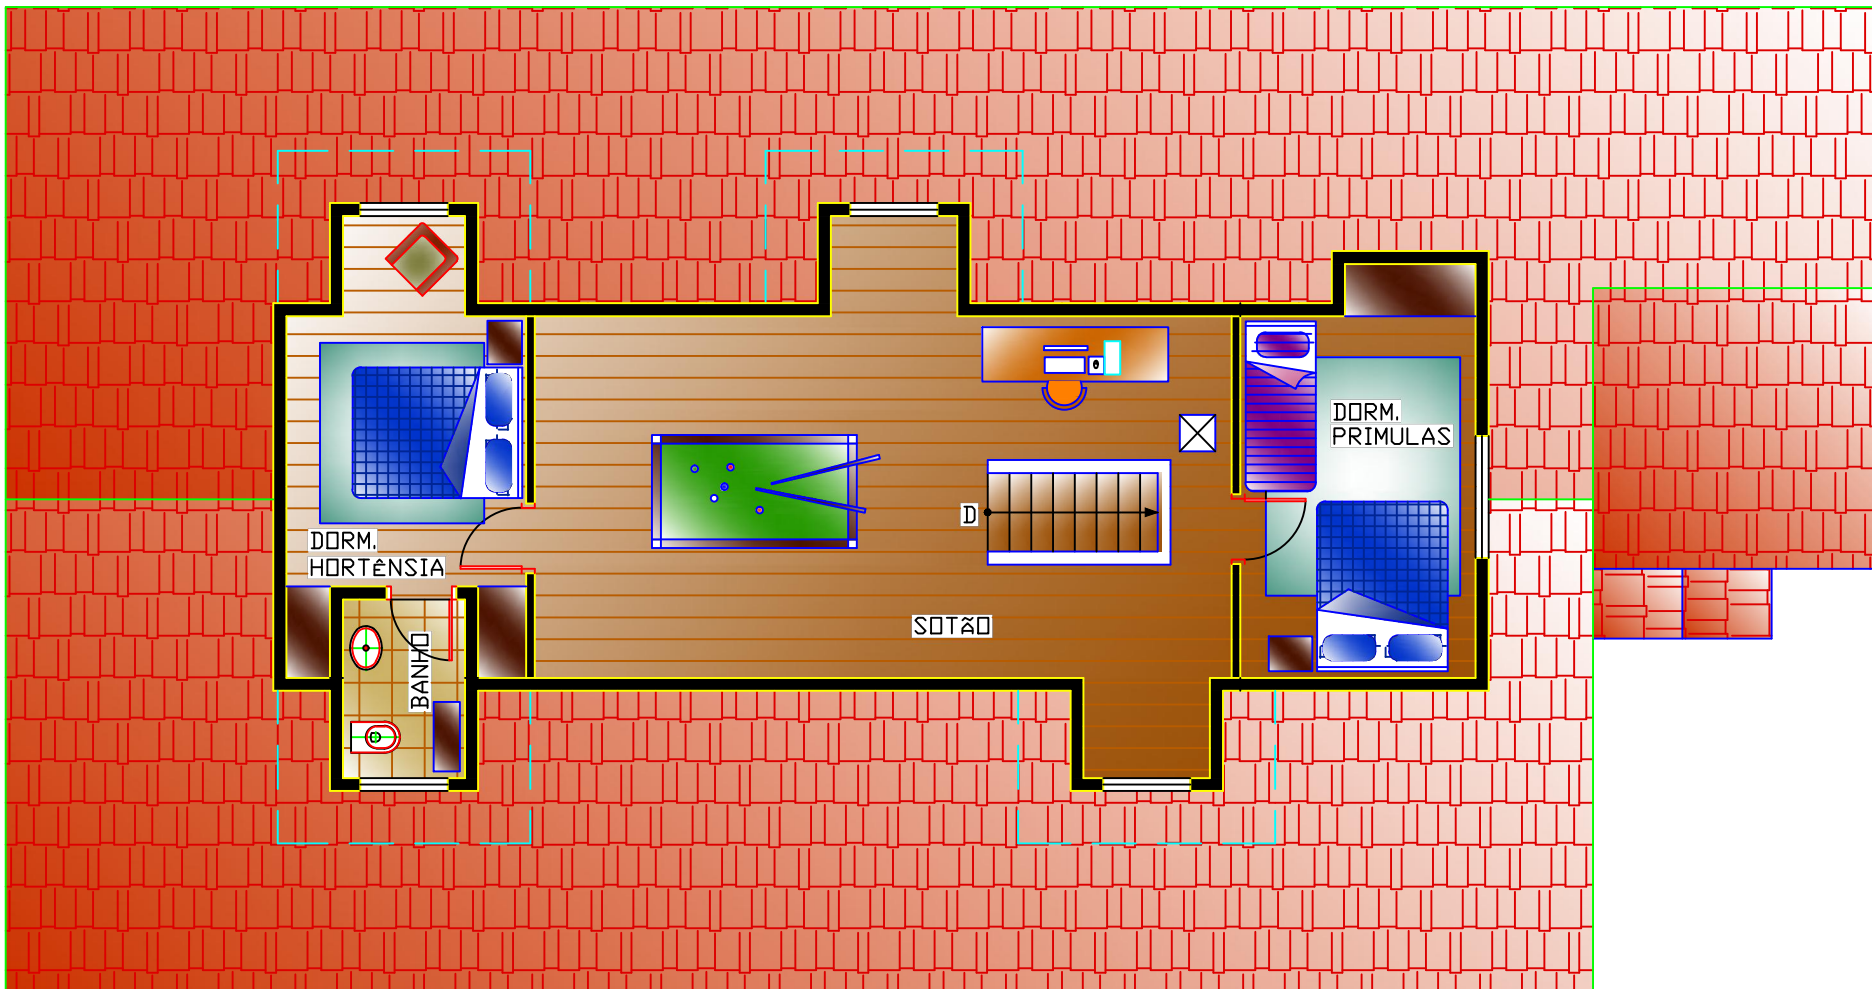 DORM.
HORTÊNSIA
BANHO
D
SOTÃO
DORM.
PRIMULAS